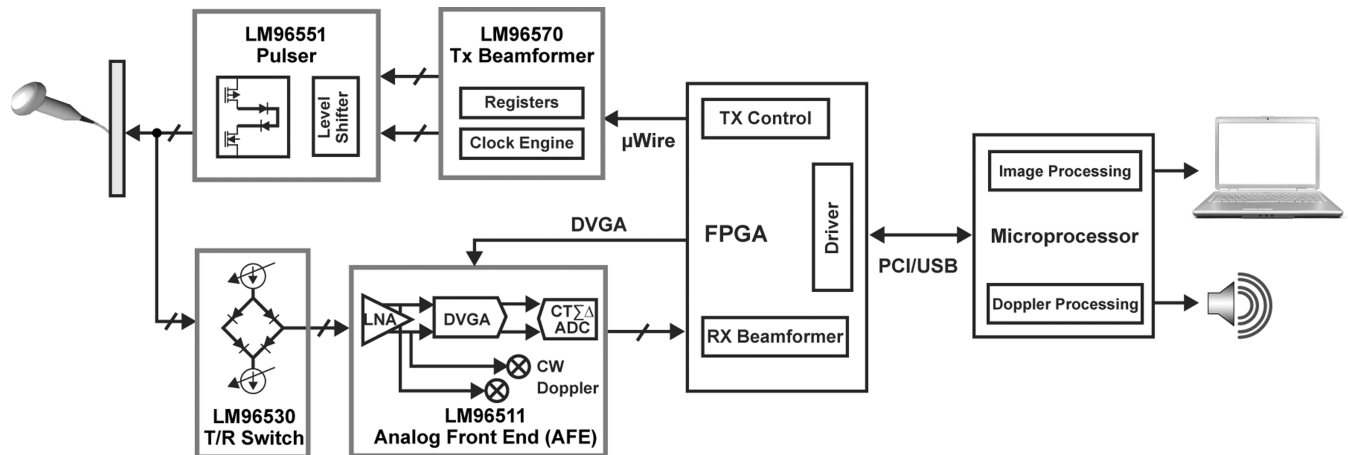 LM96551
Pulser
Level
Shifter
LM96570
Tx Beamformer
Registers
Clock Engine
µWire
TX Control
FPGA
Driver
RX Beamformer
DVGA
PCI/USB
Image Processing
Microprocessor
Doppler Processing
LM96530
T/R Switch
LNA
DVGA
CT∑Δ
ADC
CW
Doppler
LM96511
Analog Front End (AFE)